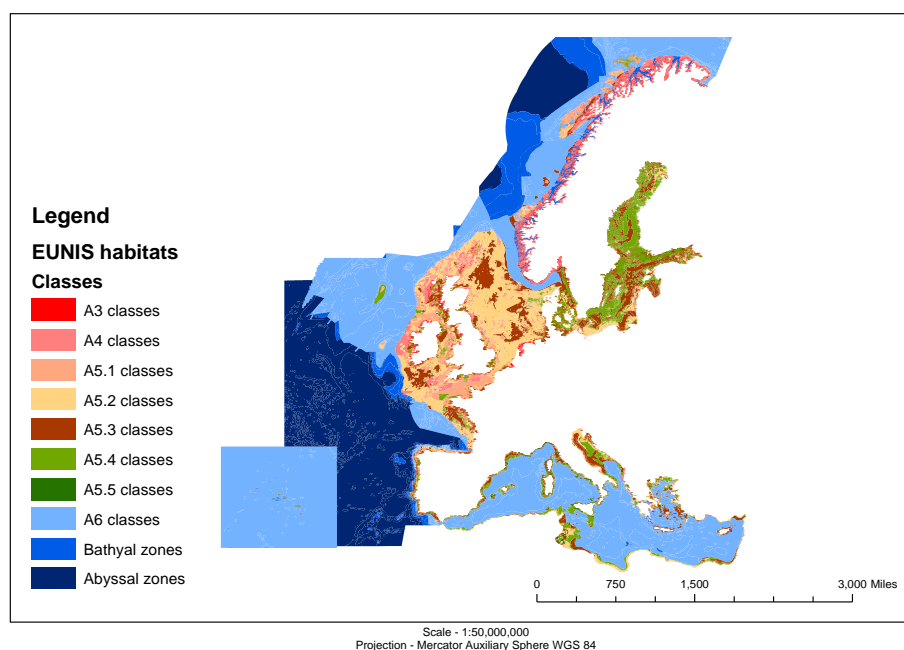 Legend
EUNIS habitats
Classes
A3 classes
A4 classes
A5.1 classes
A5.2 classes
A5.3 classes
A5.4 classes
A5.5 classes
A6 classes
Bathyal zones
Abyssal zones
0 750 1,500 3,000 Miles
Scale - 1:50,000,000
Projection - Mercator Auxiliary Sphere WGS 84